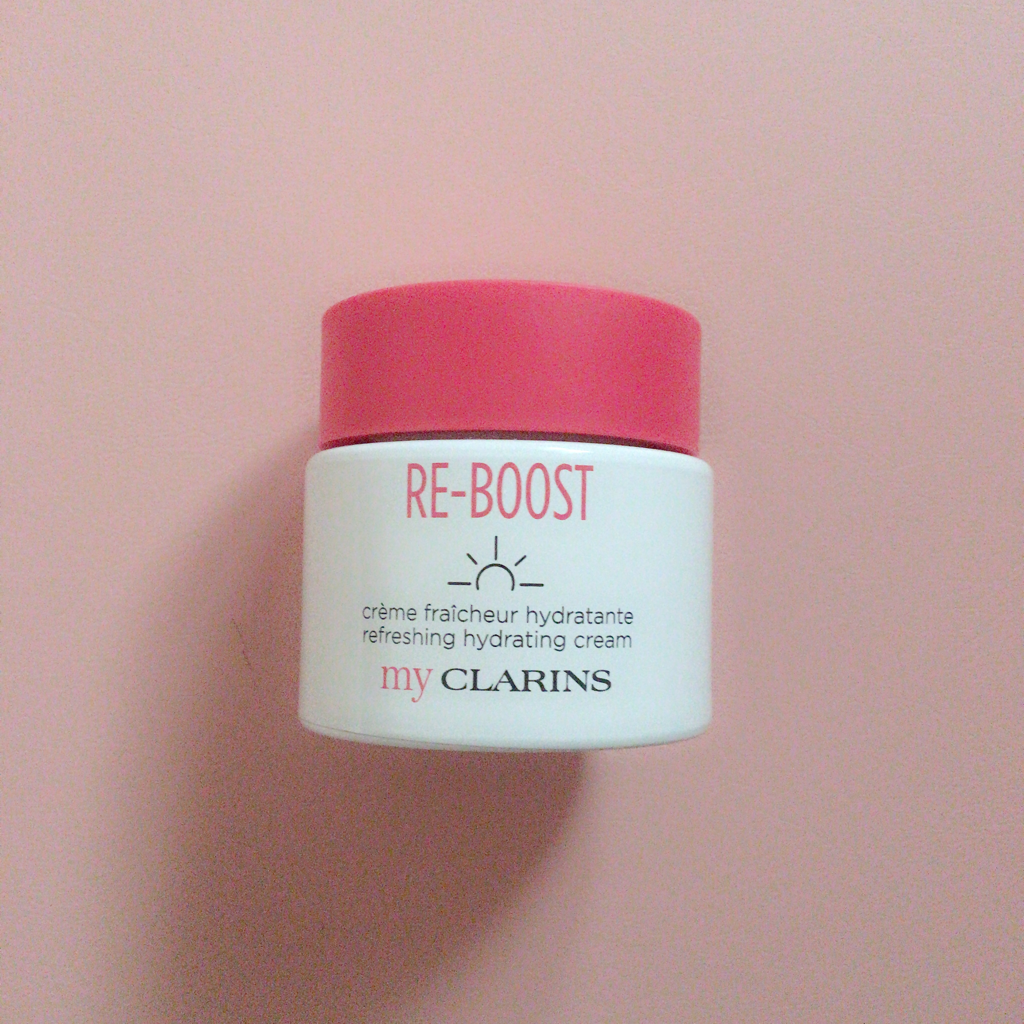 RE-BOOST
crème fraîcheur hydratante
refreshing hydrating cream
my CLARINS